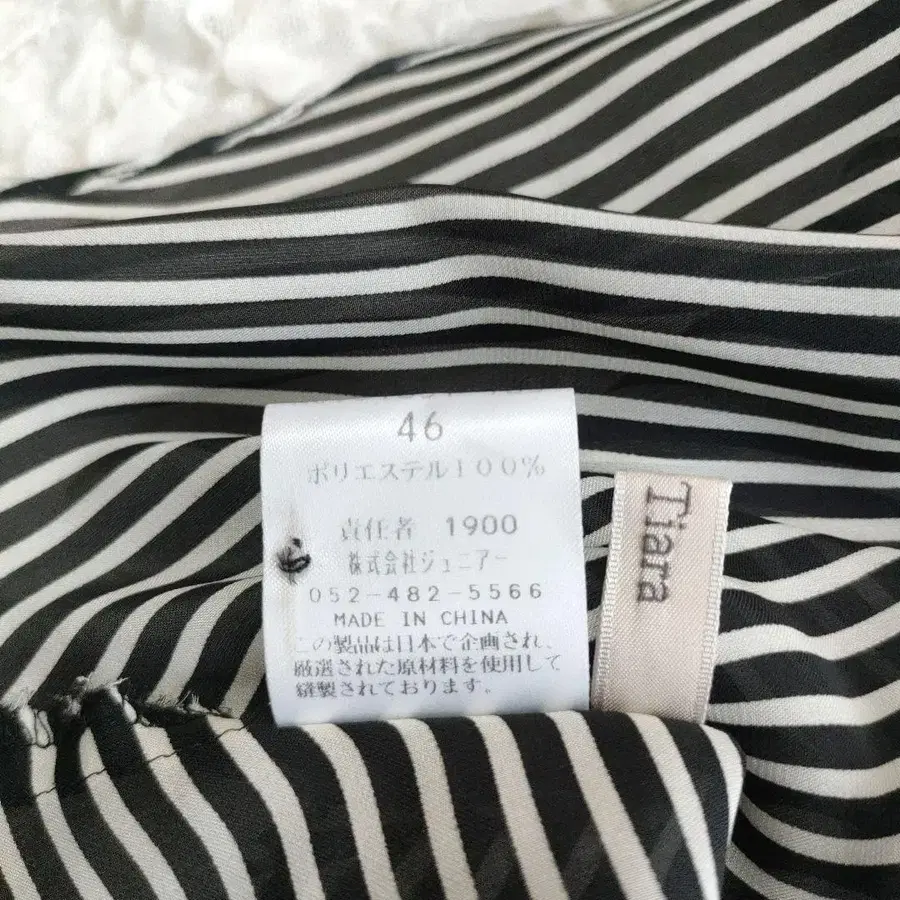 46
ポリエステル100%
責任者 1900
株式会社ジュニアー
052-482-5566
MADE IN CHINA
この製品は日本で企画され、
厳選された原材料を使用して
縫製されております。
Tiara